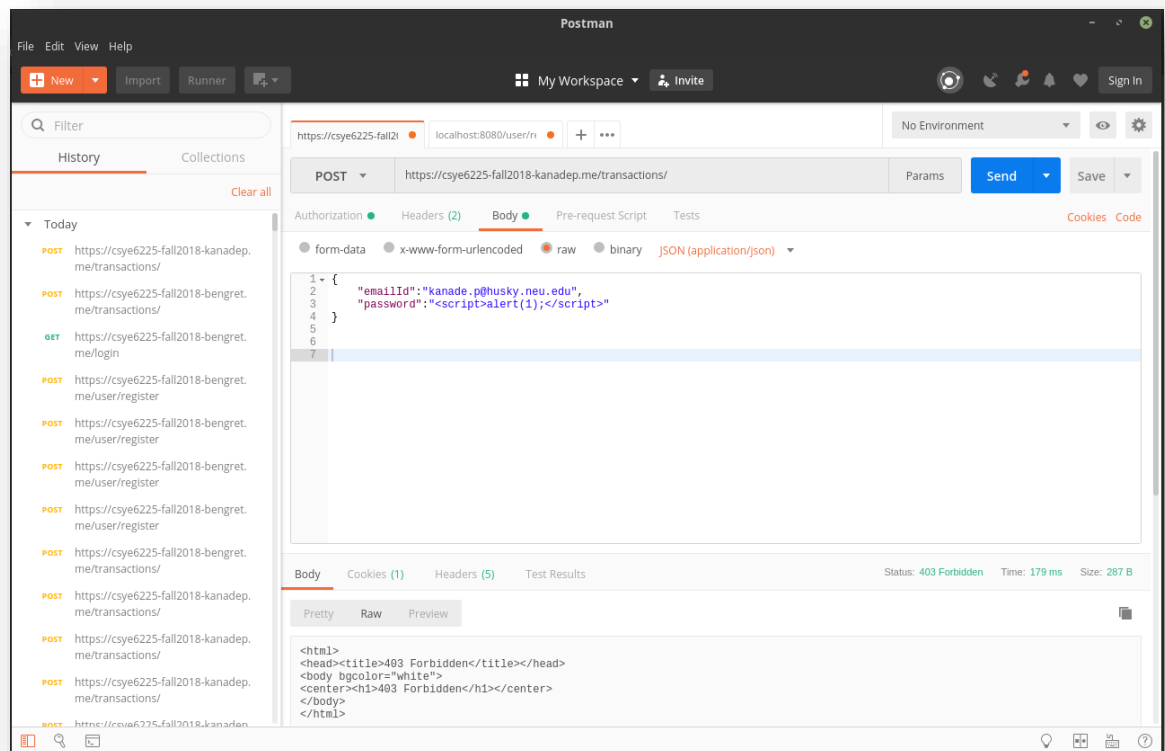 Postman
File Edit View Help
New Import Runner My Workspace Invite Sign In
Filter
History Collections
Clear all
Today
POST https://csye6225-fall2018-kanadep.
me/transactions/
POST https://csye6225-fall2018-bengret.
me/transactions/
GET https://csye6225-fall2018-bengret.
me/login
POST https://csye6225-fall2018-bengret.
me/user/register
POST https://csye6225-fall2018-bengret.
me/user/register
POST https://csye6225-fall2018-bengret.
me/user/register
POST https://csye6225-fall2018-bengret.
me/user/register
POST https://csye6225-fall2018-bengret.
me/transactions/
POST https://csye6225-fall2018-kanadep.
me/transactions/
POST https://csye6225-fall2018-kanadep.
me/transactions/
POST https://csye6225-fall2018-kanadep.
me/transactions/
POST https://csye6225-fall2018-kanadep
https://csye6225-fall2 localhost:8080/user/r + ••• No Environment
POST https://csye6225-fall2018-kanadep.me/transactions/ Params Send Save
Authorization Headers (2) Body Pre-request Script Tests Cookies Code
form-data x-www-form-urlencoded raw binary JSON (application/json)
1 {
2 "emailId":"kanade.p@husky.neu.edu",
3 "password":"<script>alert(1);</script>"
4 }
5
6
7
Body Cookies (1) Headers (5) Test Results Status: 403 Forbidden Time: 179 ms Size: 287 B
Pretty Raw Preview
<html>
<head><title>403 Forbidden</title></head>
<body bgcolor="white">
<center><h1>403 Forbidden</h1></center>
</body>
</html>